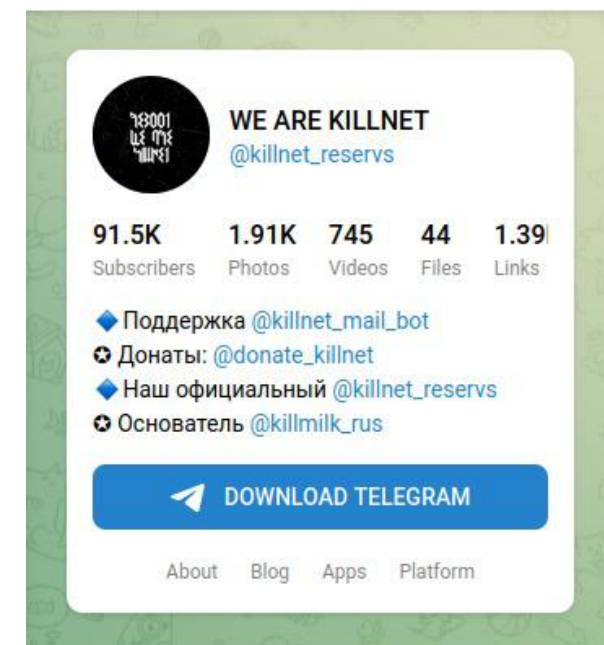 WE ARE KILLNET
@killnet_reservs
91.5K 1.91K 745 44 1.39
Subscribers Photos Videos Files Links
Поддержка @killnet_mail_bot
Донаты: @donate_killnet
Наш официальный @killnet_reservs
Основатель @killmilk_rus
DOWNLOAD TELEGRAM
About Blog Apps Platform